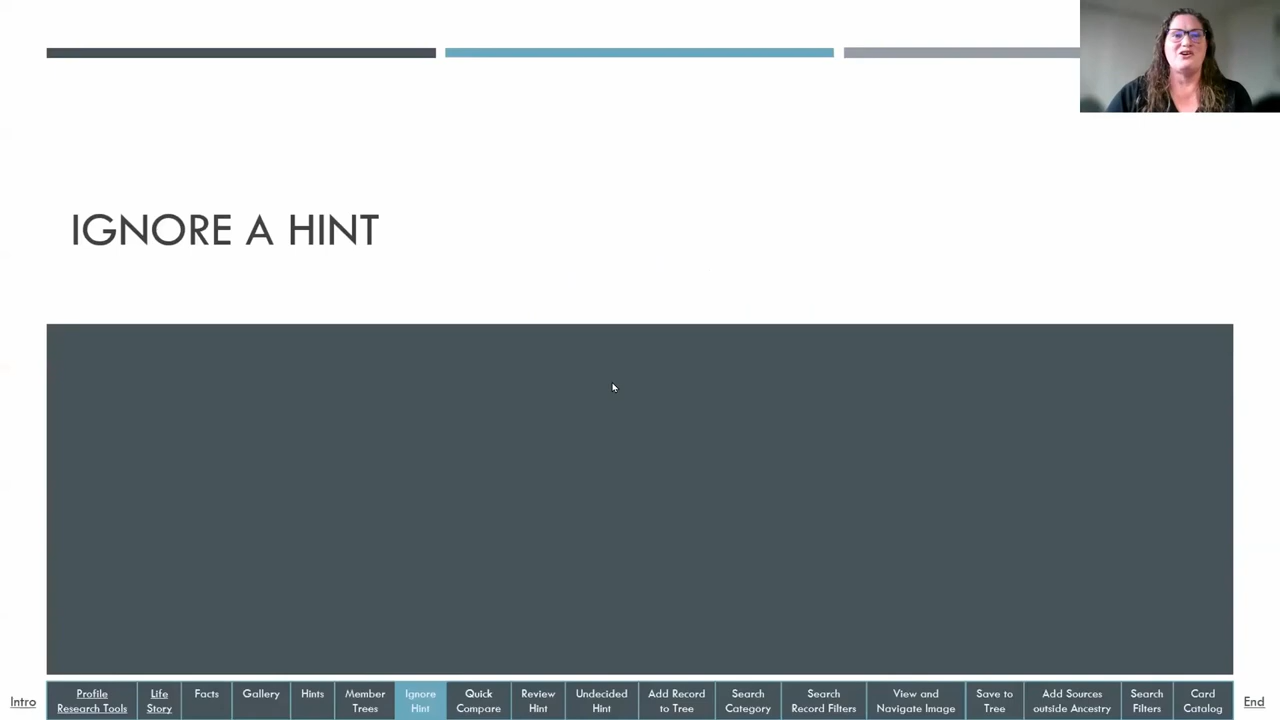 IGNORE A HINT
Intro
Profile
Research Tools
Life
Story
Facts
Gallery
Hints
Member
Trees
Ignore
Hint
Quick
Compare
Review
Hint
Undecided
Hint
Add Record
to Tree
Search
Category
Search
Record Filters
View and
Navigate Image
Save to
Tree
Add Sources
outside Ancestry
Search
Filters
Card
Catalog
End